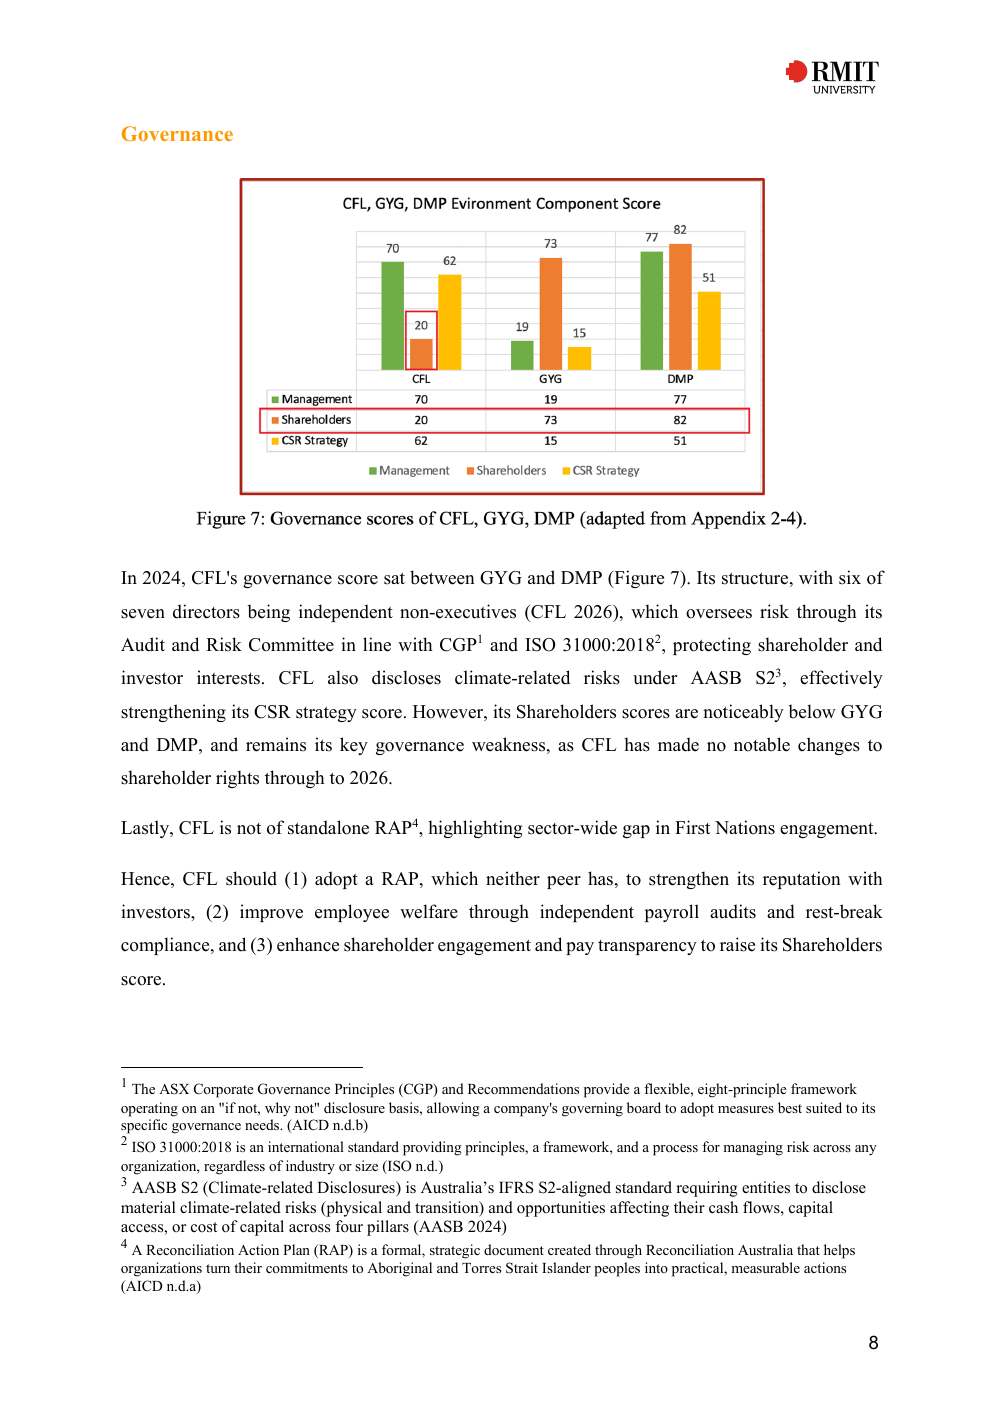 RMIT
UNIVERSITY
Governance
CFL, GYG, DMP Evironment Component Score
70
20
62
19
73
15
77
82
51
CFL GYG DMP
Management 70 19 77
Shareholders 20 73 82
CSR Strategy 62 15 51
Management Shareholders CSR Strategy
Figure 7: Governance scores of CFL, GYG, DMP (adapted from Appendix 2-4).
In 2024, CFL's governance score sat between GYG and DMP (Figure 7). Its structure, with six of
seven directors being independent non-executives (CFL 2026), which oversees risk through its
Audit and Risk Committee in line with CGP1 and ISO 31000:20182, protecting shareholder and
investor interests. CFL also discloses climate-related risks under AASB S23, effectively
strengthening its CSR strategy score. However, its Shareholders scores are noticeably below GYG
and DMP, and remains its key governance weakness, as CFL has made no notable changes to
shareholder rights through to 2026.
Lastly, CFL is not of standalone RAP4, highlighting sector-wide gap in First Nations engagement.
Hence, CFL should (1) adopt a RAP, which neither peer has, to strengthen its reputation with
investors, (2) improve employee welfare through independent payroll audits and rest-break
compliance, and (3) enhance shareholder engagement and pay transparency to raise its Shareholders
score.
1 The ASX Corporate Governance Principles (CGP) and Recommendations provide a flexible, eight-principle framework
operating on an "if not, why not" disclosure basis, allowing a company's governing board to adopt measures best suited to its
specific governance needs. (AICD n.d.b)
2 ISO 31000:2018 is an international standard providing principles, a framework, and a process for managing risk across any
organization, regardless of industry or size (ISO n.d.)
3 AASB S2 (Climate-related Disclosures) is Australia’s IFRS S2-aligned standard requiring entities to disclose
material climate-related risks (physical and transition) and opportunities affecting their cash flows, capital
access, or cost of capital across four pillars (AASB 2024)
4 A Reconciliation Action Plan (RAP) is a formal, strategic document created through Reconciliation Australia that helps
organizations turn their commitments to Aboriginal and Torres Strait Islander peoples into practical, measurable actions
(AICD n.d.a)
8